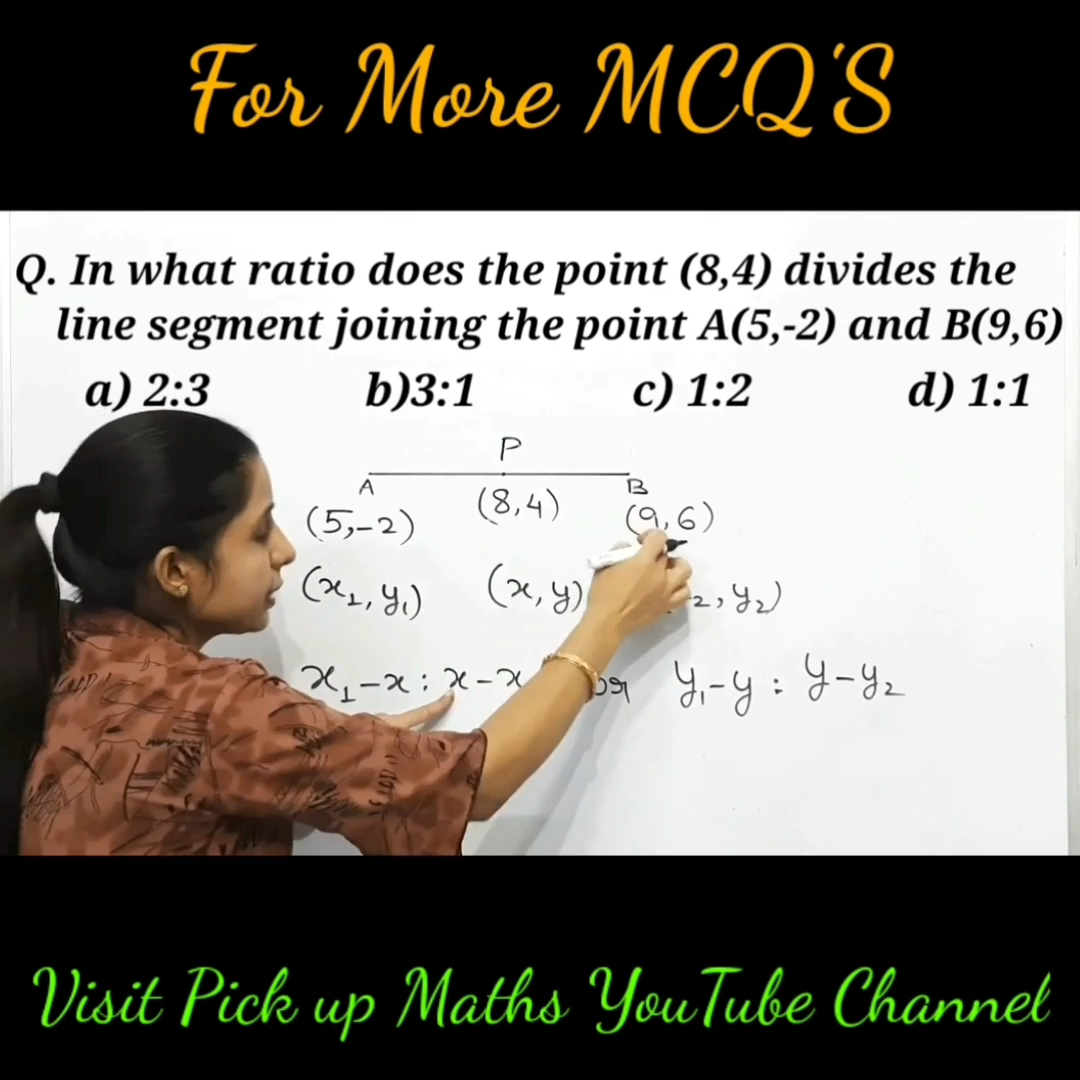 For More MCQ'S
Q. In what ratio does the point (8,4) divides the
line segment joining the point A(5,-2) and B(9,6)
a) 2:3 b)3:1 c) 1:2 d) 1:1
P
A B
(5,-2) (8,4) (9,6)
(x₁, y₁) (x, y) ₂, y₂)
x₁-x : x-x or y₁-y : y-y₂
Visit Pick up Maths YouTube Channel